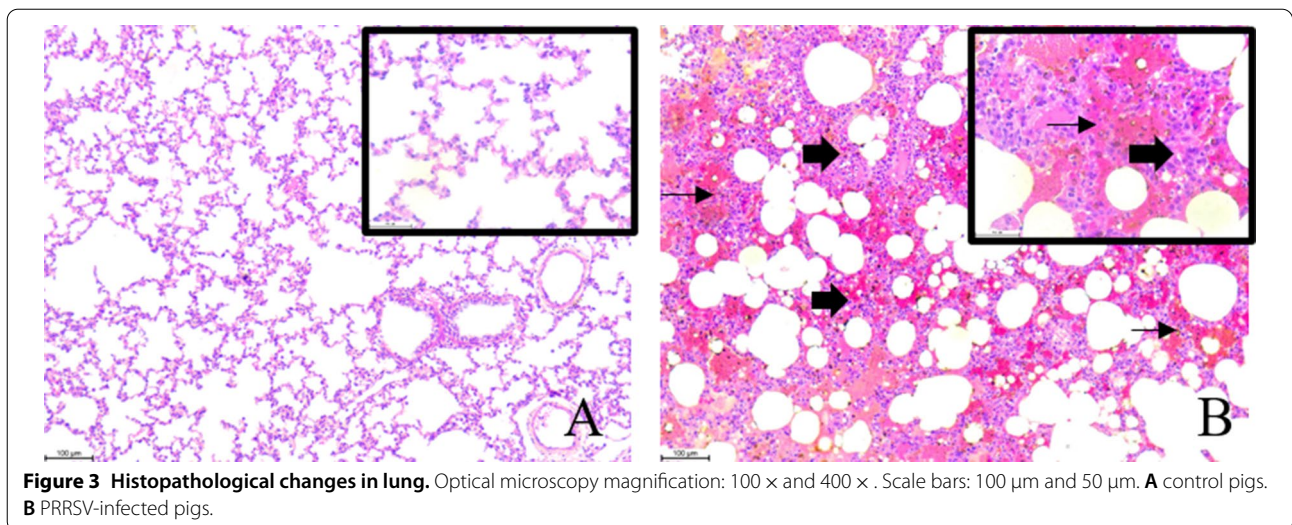 A
100 µm
B
100 µm
Figure 3 Histopathological changes in lung. Optical microscopy magnification: 100 × and 400 × . Scale bars: 100 µm and 50 µm. A control pigs.
B PRRSV-infected pigs.